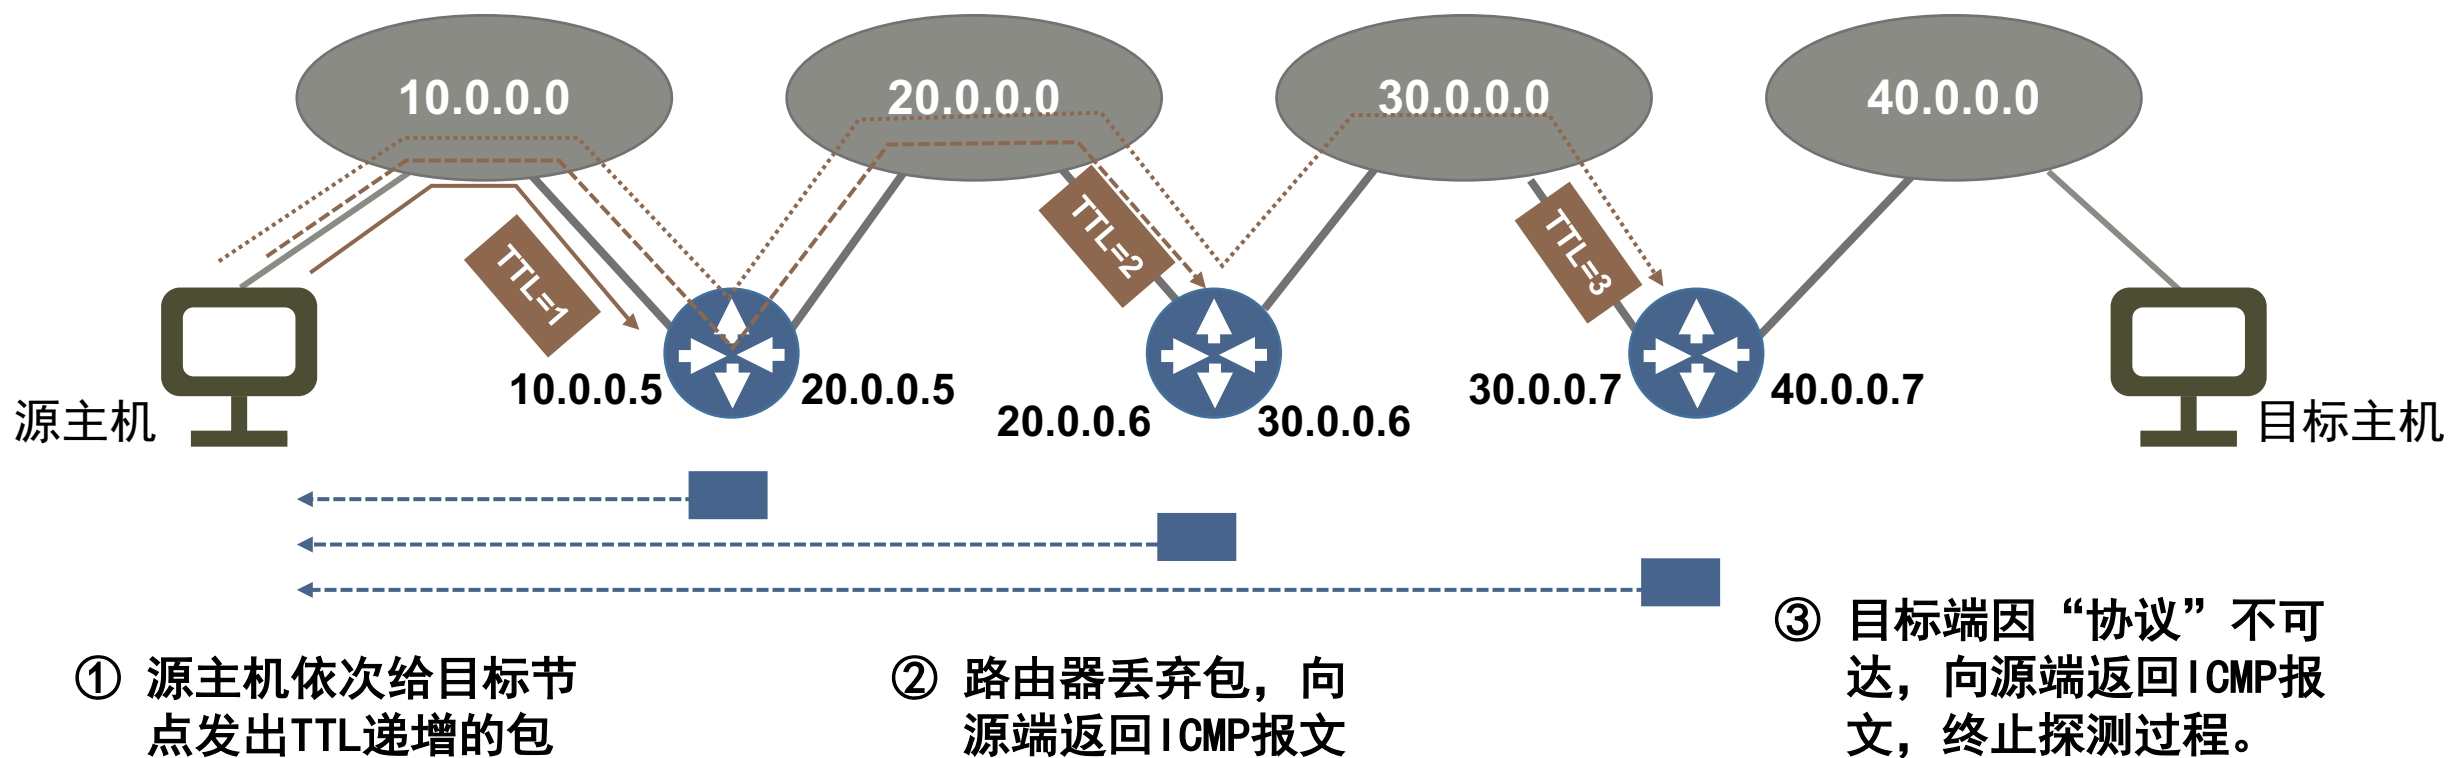 10.0.0.0
20.0.0.0
30.0.0.0
40.0.0.0
TTL=1
TTL=2
TTL=3
10.0.0.5
20.0.0.5
20.0.0.6
30.0.0.6
30.0.0.7
40.0.0.7
源主机
目标主机
① 源主机依次给目标节
点发出TTL递增的包
② 路由器丢弃包，向
源端返回ICMP报文
③ 目标端因“协议”不可
达，向源端返回ICMP报
文，终止探测过程。